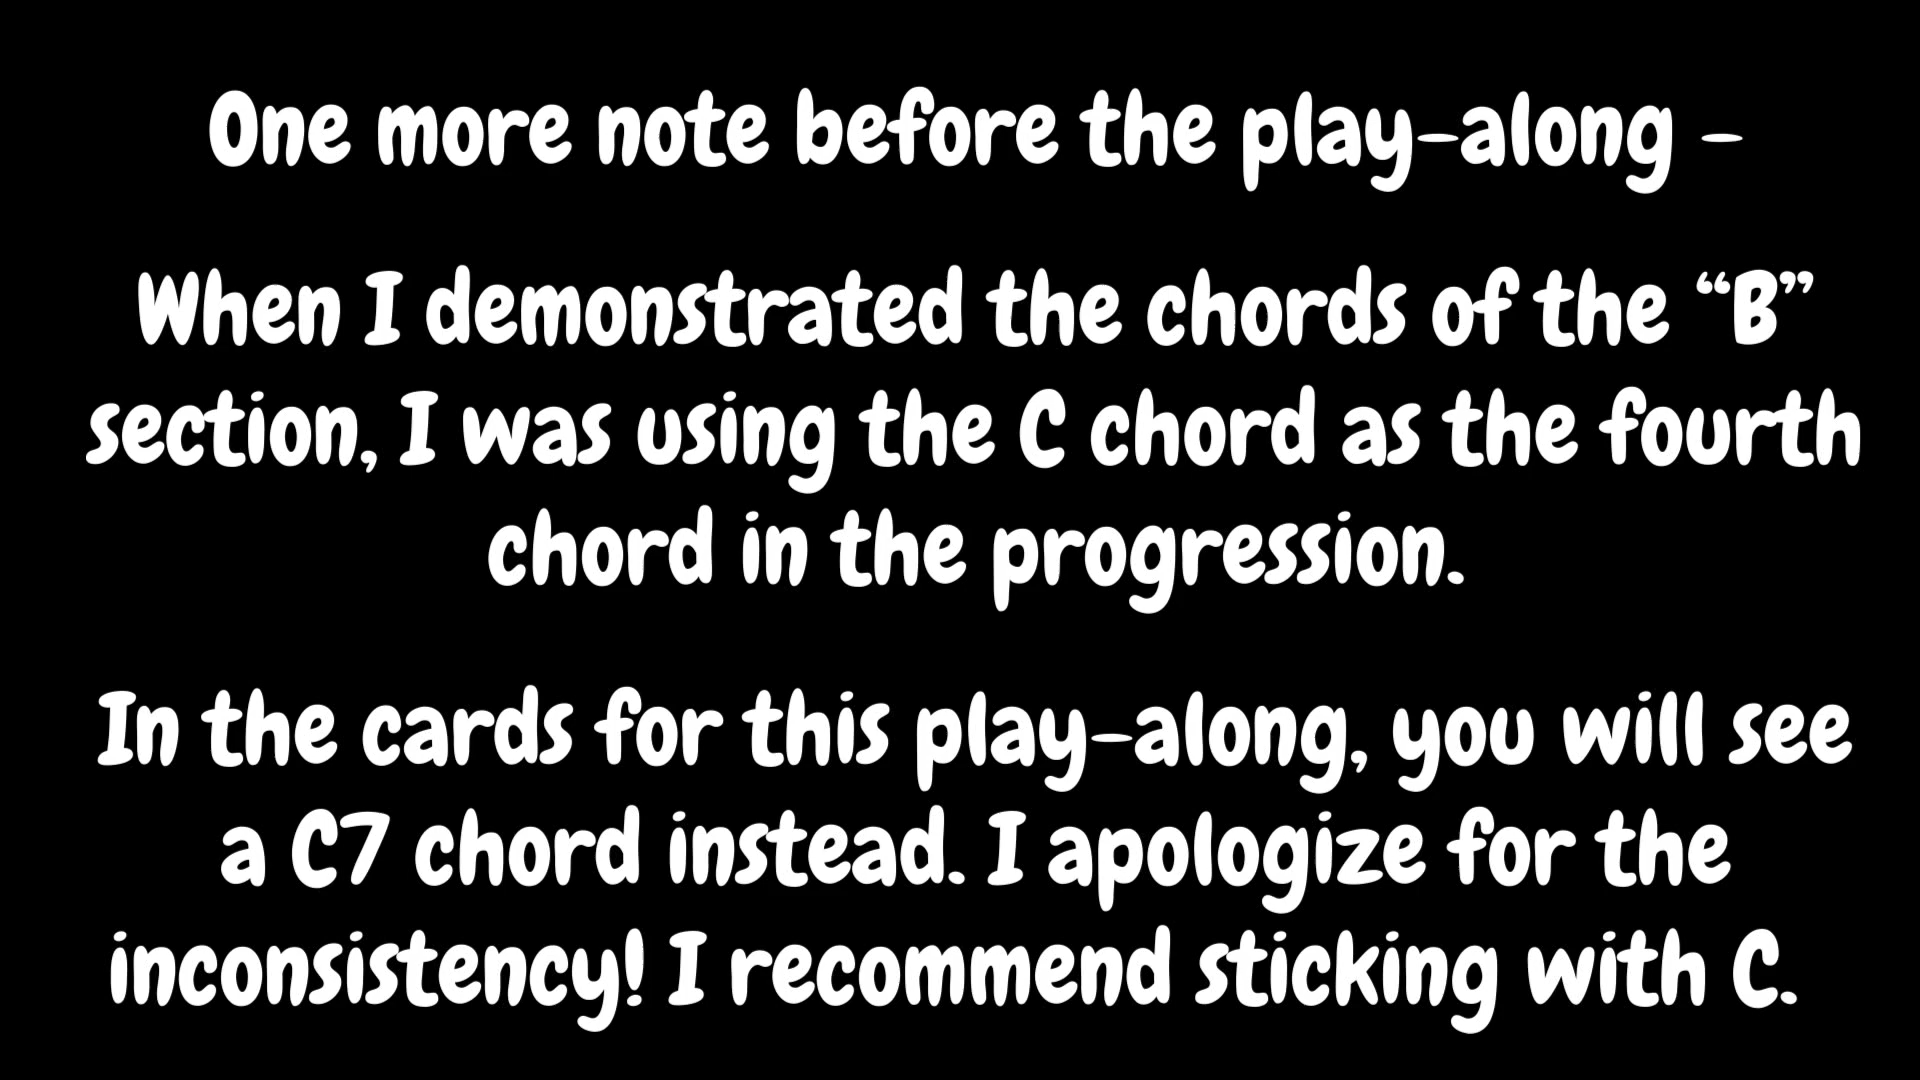 One more note before the play-along -
When I demonstrated the chords of the “B”
section, I was using the C chord as the fourth
chord in the progression.
In the cards for this play-along, you will see
a C7 chord instead. I apologize for the
inconsistency! I recommend sticking with C.